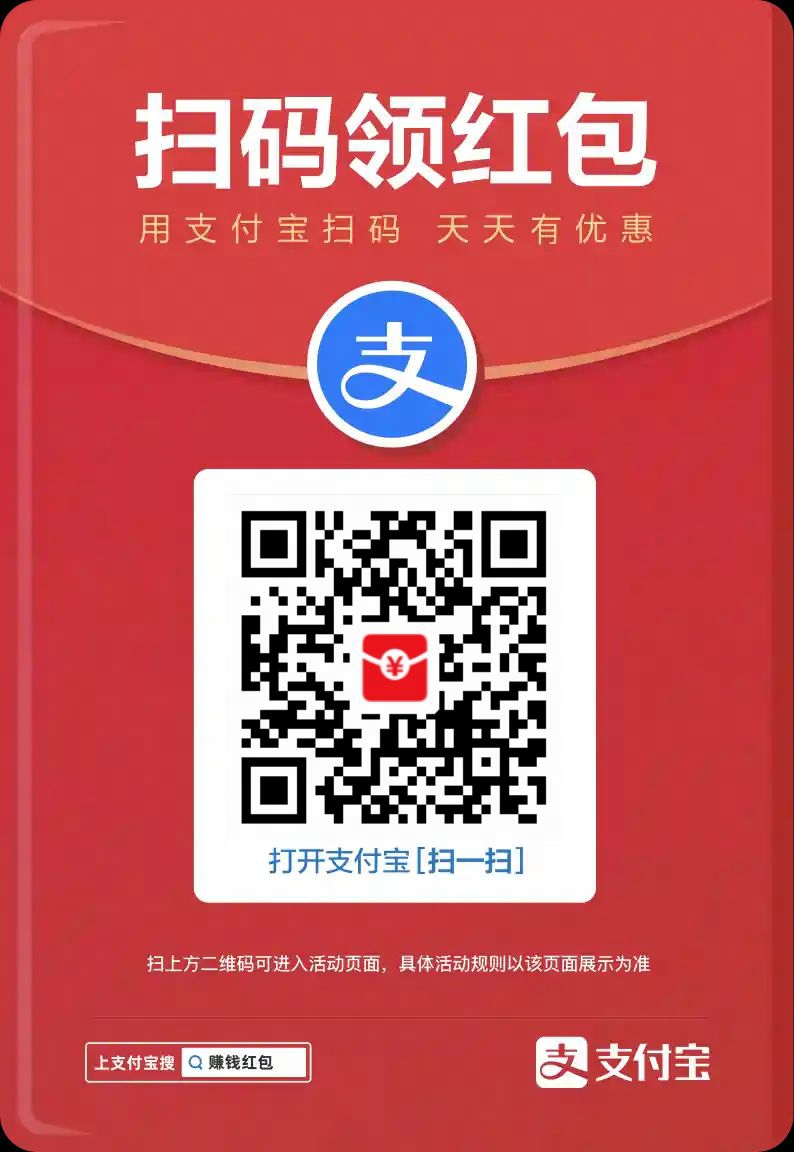 扫码领红包
用支付宝扫码 天天有优惠
支
¥
打开支付宝[扫一扫]
扫上方二维码可进入活动页面，具体活动规则以该页面展示为准
上支付宝搜 赚钱红包
支 支付宝